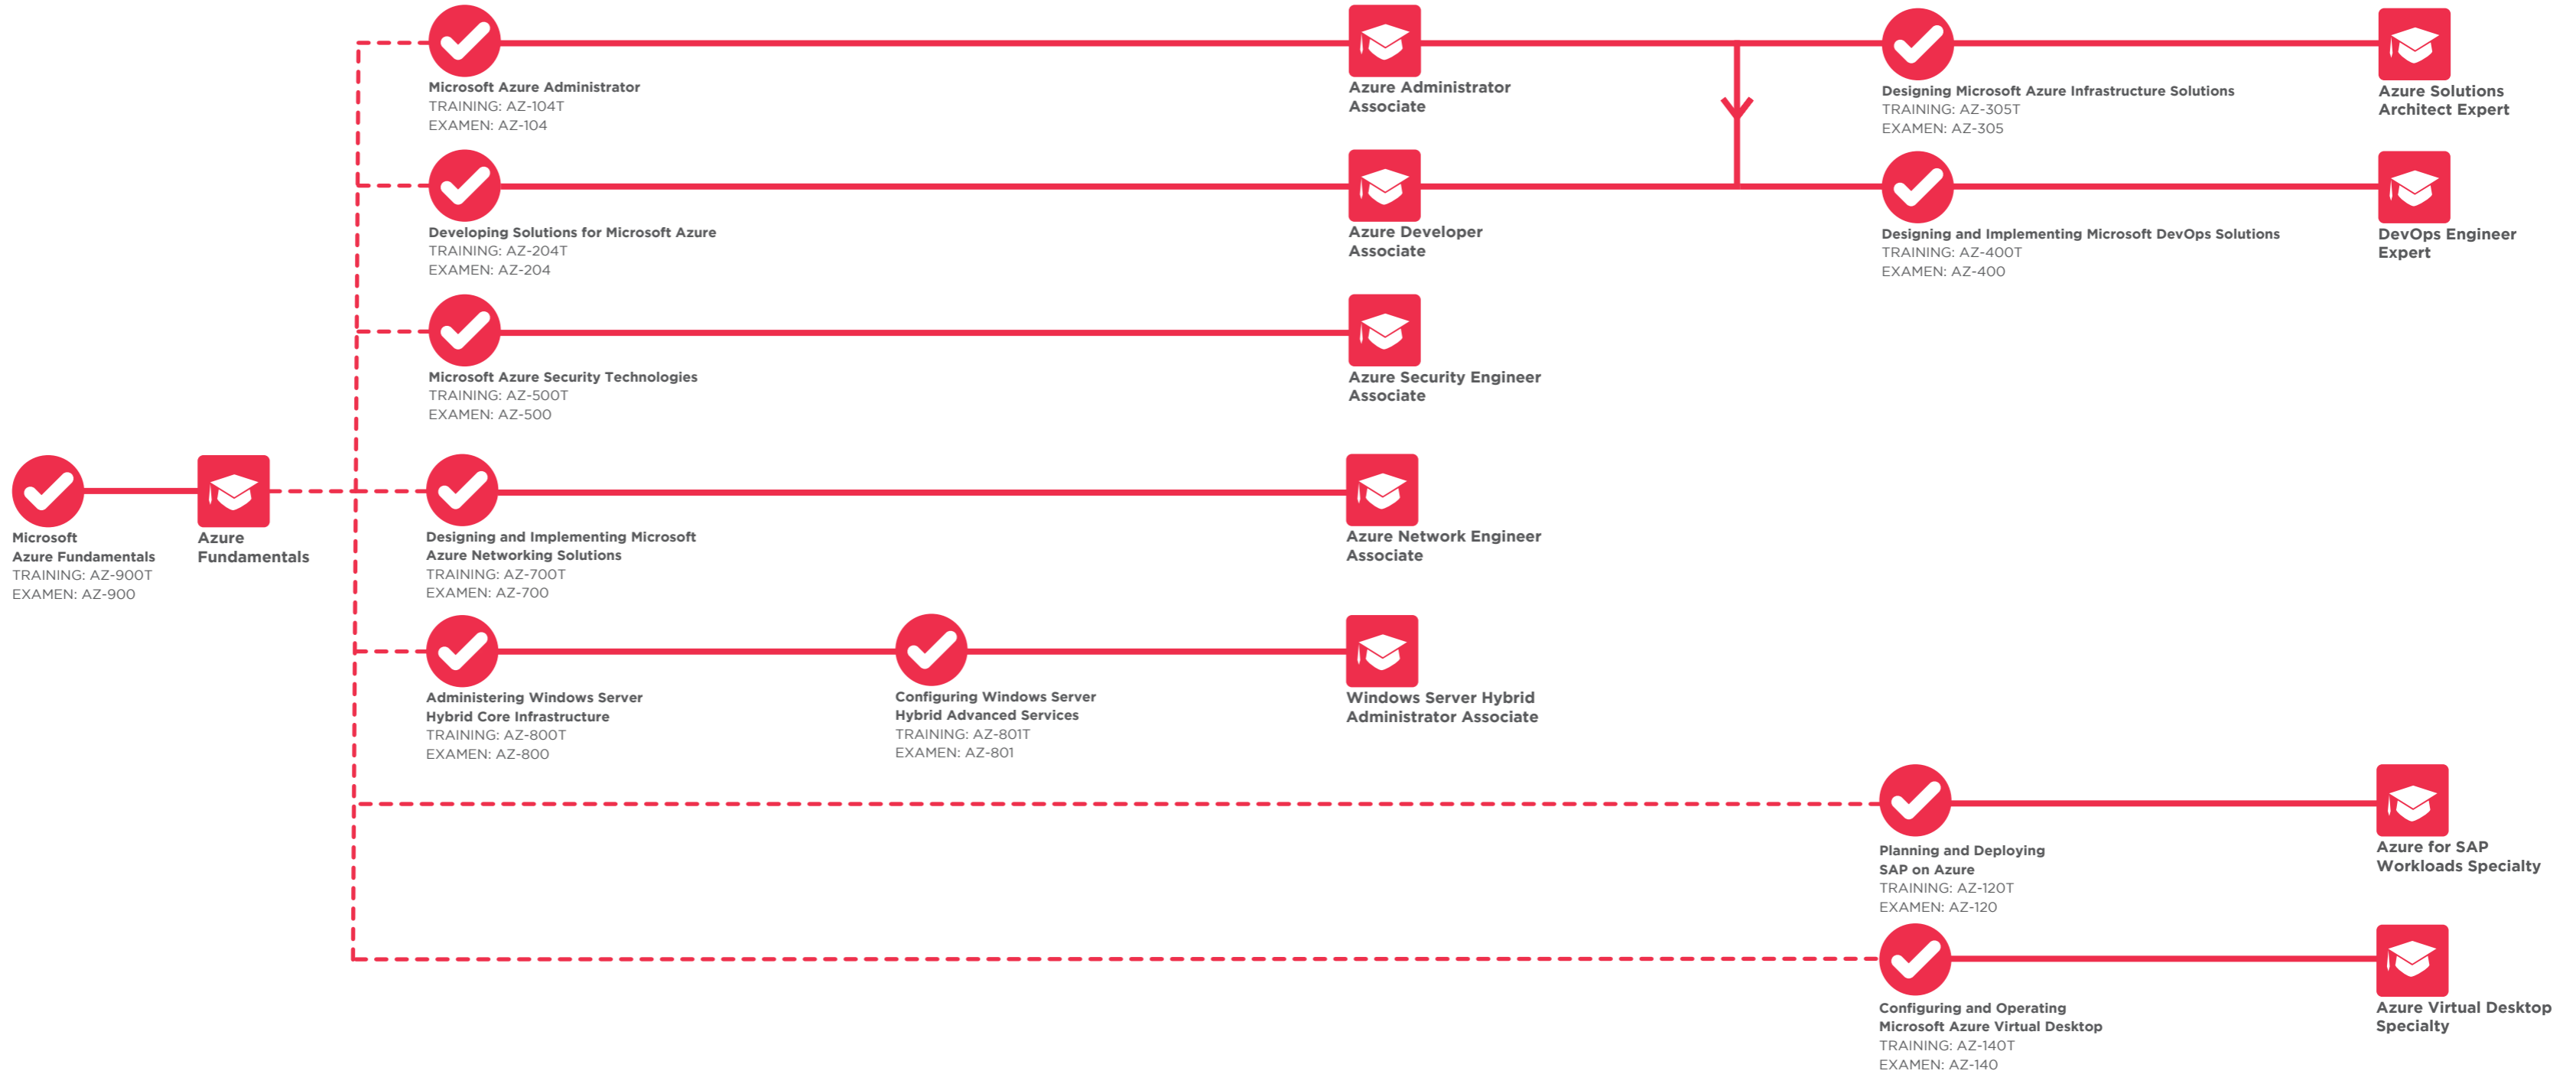 Microsoft Azure Administrator
TRAINING: AZ-104T
EXAMEN: AZ-104
Azure Administrator
Associate
Designing Microsoft Azure Infrastructure Solutions
TRAINING: AZ-305T
EXAMEN: AZ-305
Azure Solutions
Architect Expert
Developing Solutions for Microsoft Azure
TRAINING: AZ-204T
EXAMEN: AZ-204
Azure Developer
Associate
Designing and Implementing Microsoft DevOps Solutions
TRAINING: AZ-400T
EXAMEN: AZ-400
DevOps Engineer
Expert
Microsoft Azure Security Technologies
TRAINING: AZ-500T
EXAMEN: AZ-500
Azure Security Engineer
Associate
Microsoft
Azure Fundamentals
TRAINING: AZ-900T
EXAMEN: AZ-900
Azure
Fundamentals
Designing and Implementing Microsoft
Azure Networking Solutions
TRAINING: AZ-700T
EXAMEN: AZ-700
Azure Network Engineer
Associate
Administering Windows Server
Hybrid Core Infrastructure
TRAINING: AZ-800T
EXAMEN: AZ-800
Configuring Windows Server
Hybrid Advanced Services
TRAINING: AZ-801T
EXAMEN: AZ-801
Windows Server Hybrid
Administrator Associate
Planning and Deploying
SAP on Azure
TRAINING: AZ-120T
EXAMEN: AZ-120
Azure for SAP
Workloads Specialty
Configuring and Operating
Microsoft Azure Virtual Desktop
TRAINING: AZ-140T
EXAMEN: AZ-140
Azure Virtual Desktop
Specialty